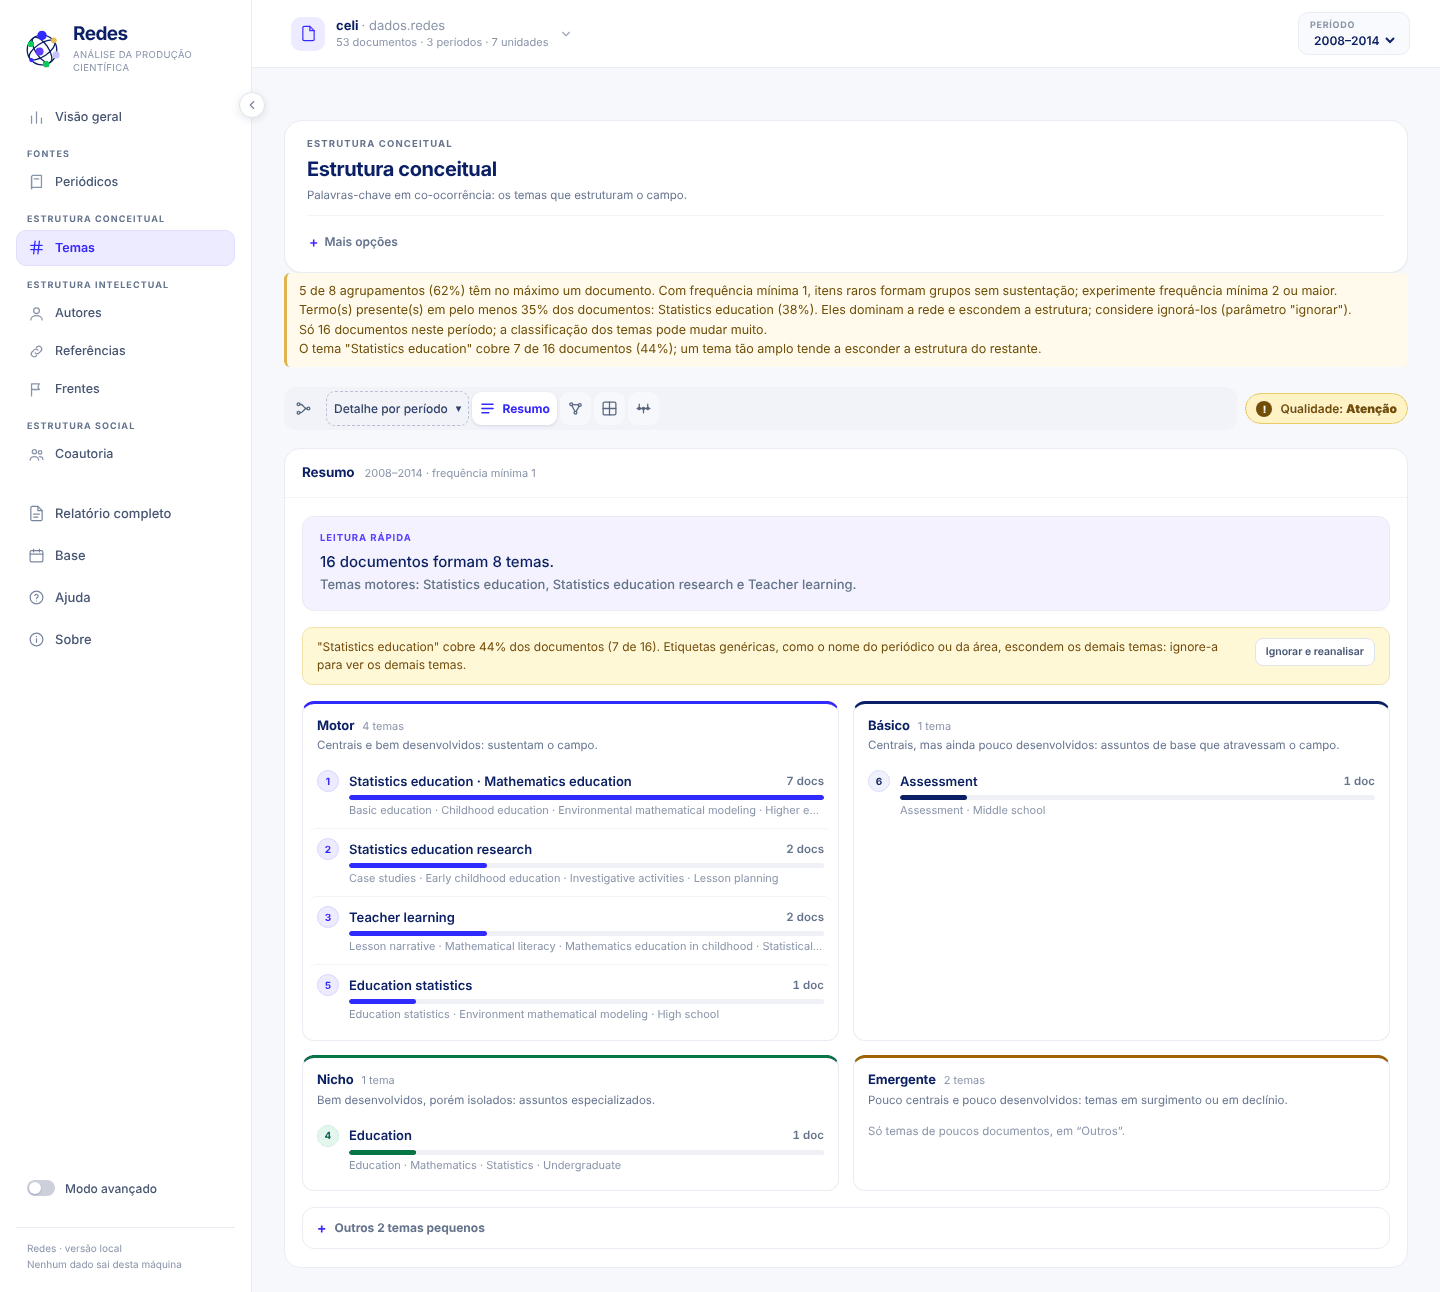 Redes
ANÁLISE DA PRODUÇÃO
CIENTÍFICA
Visão geral
FONTES
Periódicos
ESTRUTURA CONCEITUAL
Temas
ESTRUTURA INTELECTUAL
Autores
Referências
Frentes
ESTRUTURA SOCIAL
Coautoria
Relatório completo
Base
Ajuda
Sobre
Modo avançado
Redes · versão local
Nenhum dado sai desta máquina
celi · dados.redes
53 documentos · 3 períodos · 7 unidades
PERÍODO
2008–2014
ESTRUTURA CONCEITUAL
Estrutura conceitual
Palavras-chave em co-ocorrência: os temas que estruturam o campo.
+ Mais opções
5 de 8 agrupamentos (62%) têm no máximo um documento. Com frequência mínima 1, itens raros formam grupos sem sustentação; experimente frequência mínima 2 ou maior.
Termo(s) presente(s) em pelo menos 35% dos documentos: Statistics education (38%). Eles dominam a rede e escondem a estrutura; considere ignorá-los (parâmetro "ignorar").
Só 16 documentos neste período; a classificação dos temas pode mudar muito.
O tema "Statistics education" cobre 7 de 16 documentos (44%); um tema tão amplo tende a esconder a estrutura do restante.
Detalhe por período ▾
Resumo
! Qualidade: Atenção
Resumo 2008–2014 · frequência mínima 1
LEITURA RÁPIDA
16 documentos formam 8 temas.
Temas motores: Statistics education, Statistics education research e Teacher learning.
"Statistics education" cobre 44% dos documentos (7 de 16). Etiquetas genéricas, como o nome do periódico ou da área, escondem os demais temas: ignore-a
para ver os demais temas.
Ignorar e reanalisar
Motor 4 temas
Centrais e bem desenvolvidos: sustentam o campo.
1 Statistics education · Mathematics education 7 docs
Basic education · Childhood education · Environmental mathematical modeling · Higher e...
2 Statistics education research 2 docs
Case studies · Early childhood education · Investigative activities · Lesson planning
3 Teacher learning 2 docs
Lesson narrative · Mathematical literacy · Mathematics education in childhood · Statistical...
5 Education statistics 1 doc
Education statistics · Environment mathematical modeling · High school
Básico 1 tema
Centrais, mas ainda pouco desenvolvidos: assuntos de base que atravessam o campo.
6 Assessment 1 doc
Assessment · Middle school
Nicho 1 tema
Bem desenvolvidos, porém isolados: assuntos especializados.
4 Education 1 doc
Education · Mathematics · Statistics · Undergraduate
Emergente 2 temas
Pouco centrais e pouco desenvolvidos: temas em surgimento ou em declínio.
Só temas de poucos documentos, em “Outros”.
+ Outros 2 temas pequenos